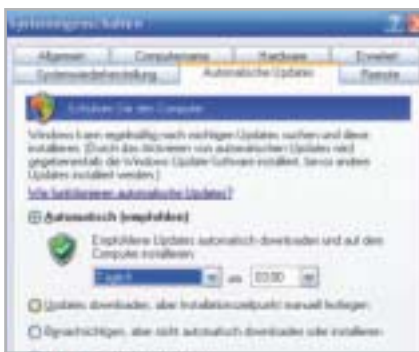 Systemeigenschaften
Allgemein Computername Hardware Erweitert
Systemwiederherstellung Automatische Updates Remote
Schützen Sie den Computer
Windows kann regelmäßig nach wichtigen Updates suchen und diese
installieren. (Durch das Aktivieren von automatischen Updates wird
gegebenenfalls die Windows Update-Software installiert, bevor andere
Updates installiert werden.)
Wie funktionieren automatische Updates?
Automatisch (empfohlen)
Empfohlene Updates automatisch downloaden und auf dem
Computer installieren:
Täglich um 03:00
Updates downloaden, aber Installationszeitpunkt manuell festlegen.
Benachrichtigen, aber nicht automatisch downloaden oder installieren.